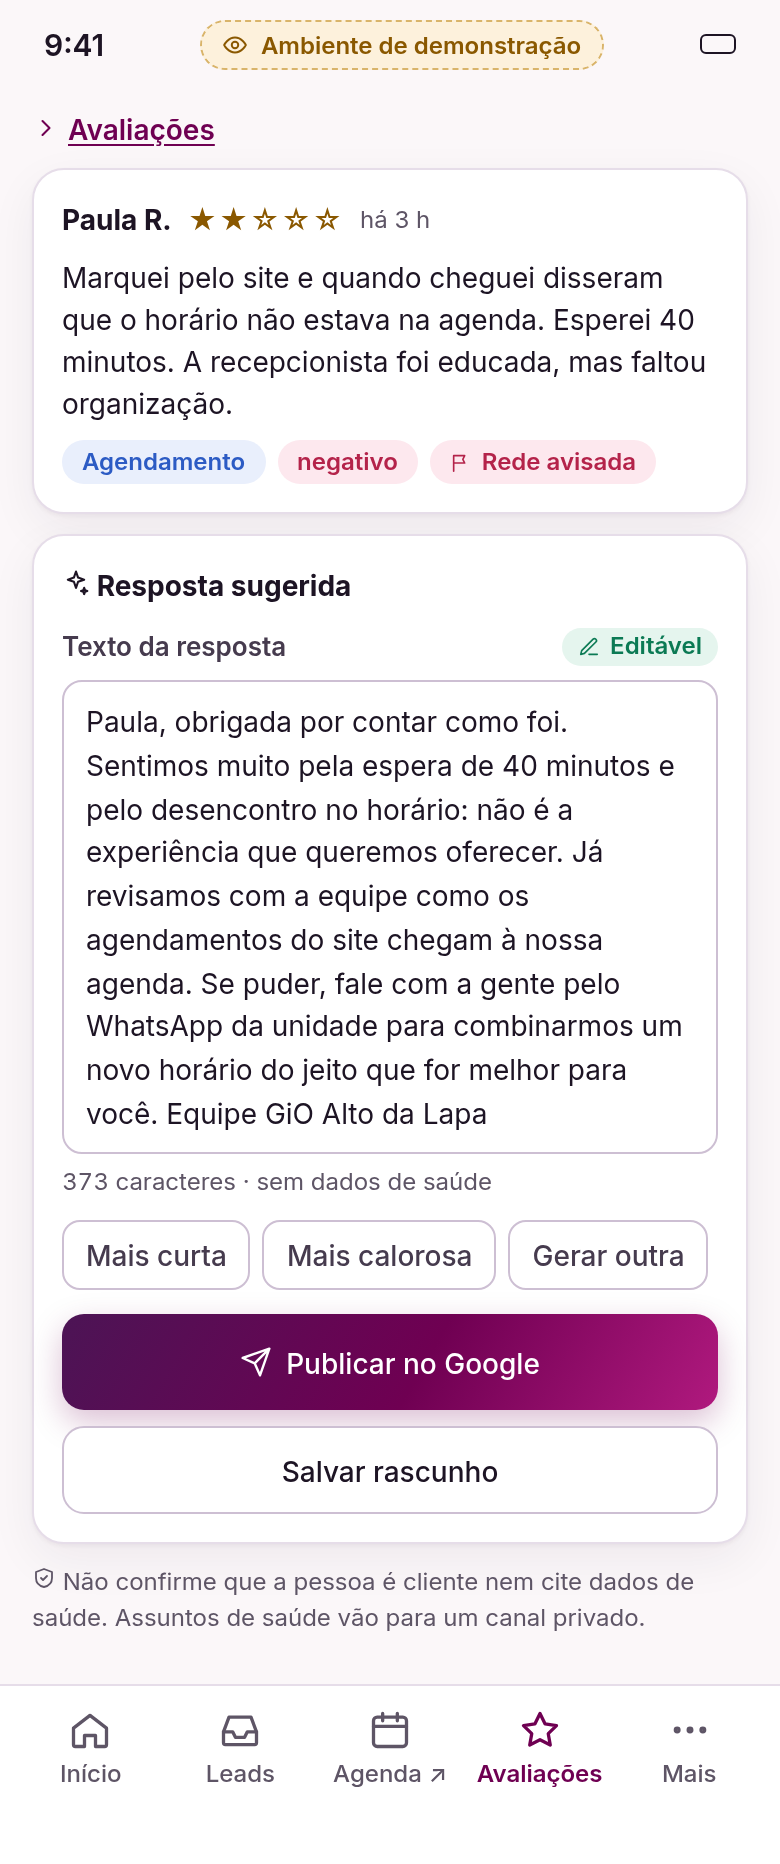 9:41
Ambiente de demonstração
Avaliações
Paula R. ★★☆☆☆ há 3 h
Marquei pelo site e quando cheguei disseram
que o horário não estava na agenda. Esperei 40
minutos. A recepcionista foi educada, mas faltou
organização.
Agendamento negativo Rede avisada
Resposta sugerida
Texto da resposta Editável
Paula, obrigada por contar como foi.
Sentimos muito pela espera de 40 minutos e
pelo desencontro no horário: não é a
experiência que queremos oferecer. Já
revisamos com a equipe como os
agendamentos do site chegam à nossa
agenda. Se puder, fale com a gente pelo
WhatsApp da unidade para combinarmos um
novo horário do jeito que for melhor para
você. Equipe GiO Alto da Lapa
373 caracteres · sem dados de saúde
Mais curta Mais calorosa Gerar outra
Publicar no Google
Salvar rascunho
Não confirme que a pessoa é cliente nem cite dados de
saúde. Assuntos de saúde vão para um canal privado.
Início Leads Agenda ↗ Avaliações Mais